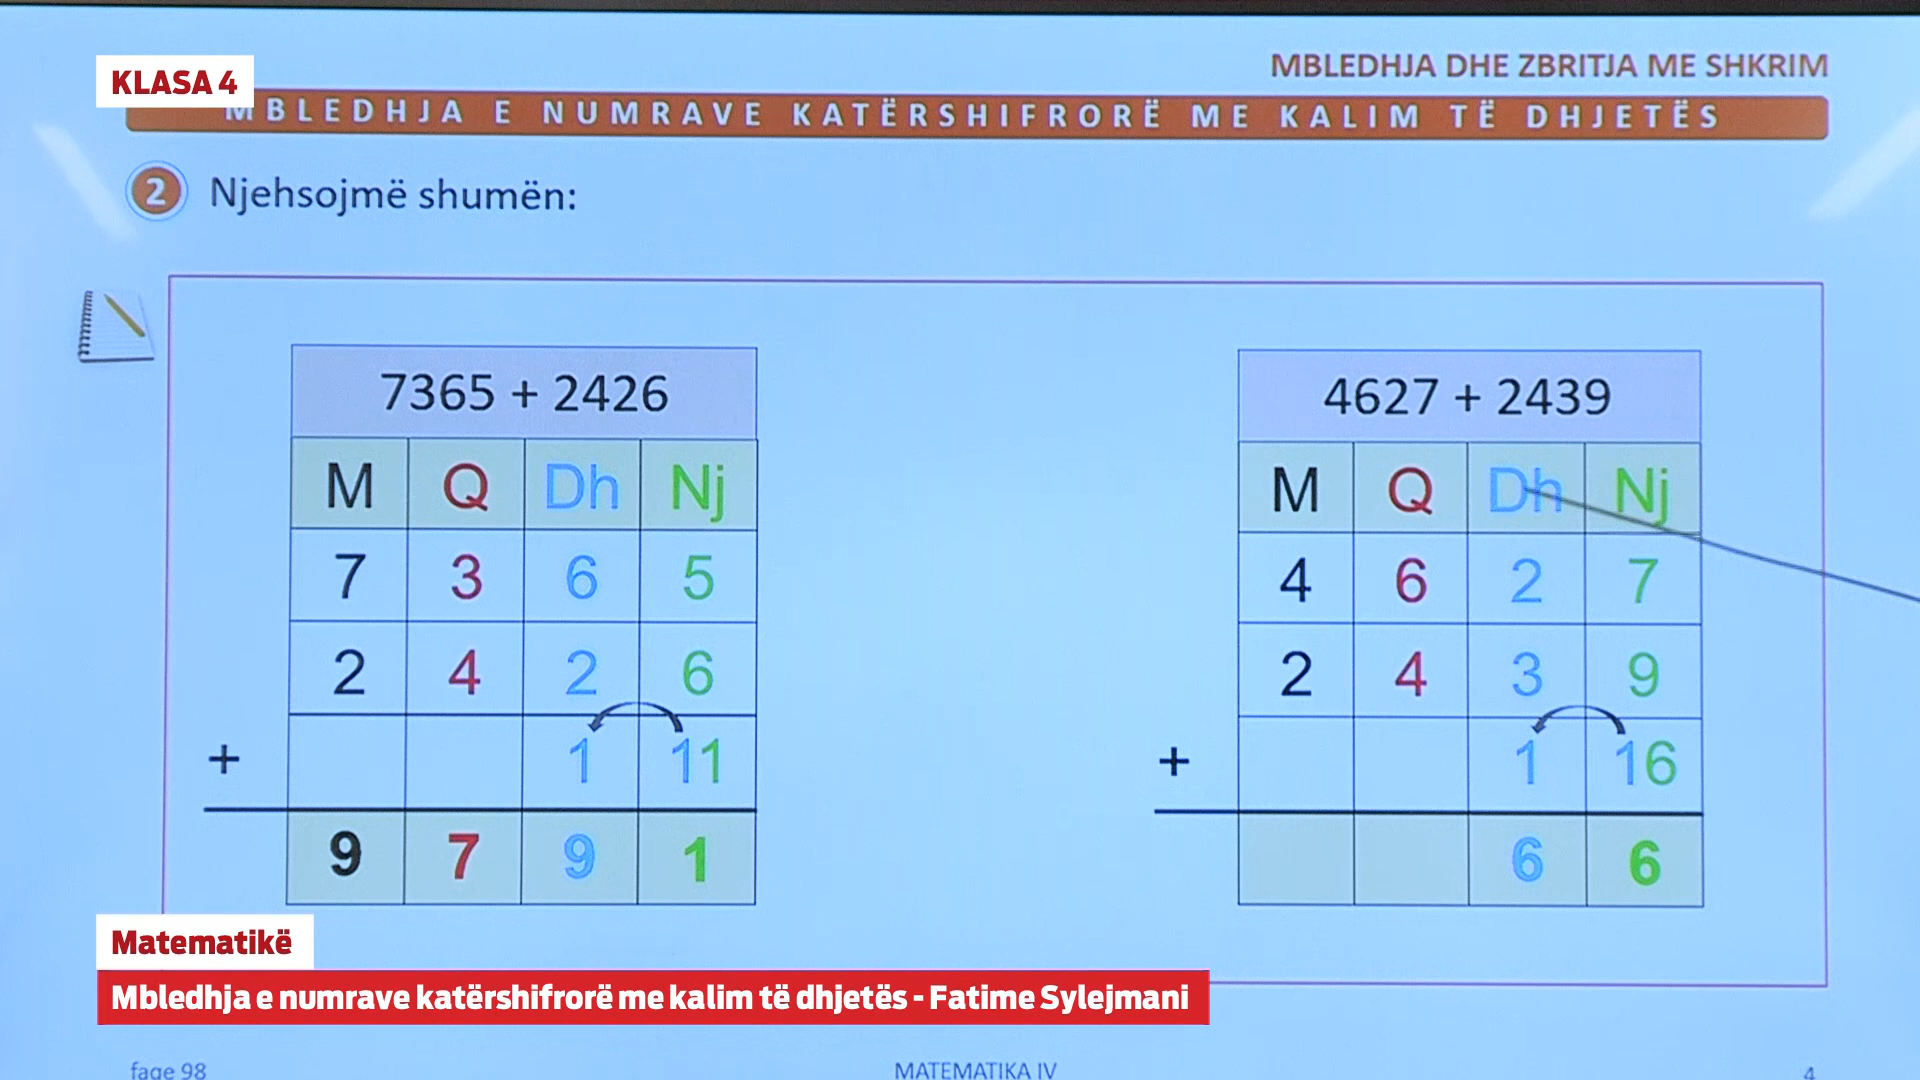 MBLEDHJA DHE ZBRITJA ME SHKRIM
KLASA 4
MBLEDHJA E NUMRAVE KATËRSHIFRORË ME KALIM TË DHJETËS
2 Njehsojmë shumën:
7365 + 2426
M Q Dh Nj
7 3 6 5
2 4 2 6
+ 1 11
9 7 9 1
4627 + 2439
M Q Dh Nj
4 6 2 7
2 4 3 9
+ 1 16
6 6
Matematikë
Mbledhja e numrave katërshifrorë me kalim të dhjetës - Fatime Sylejmani
faqe 98 MATEMATIKA IV 4